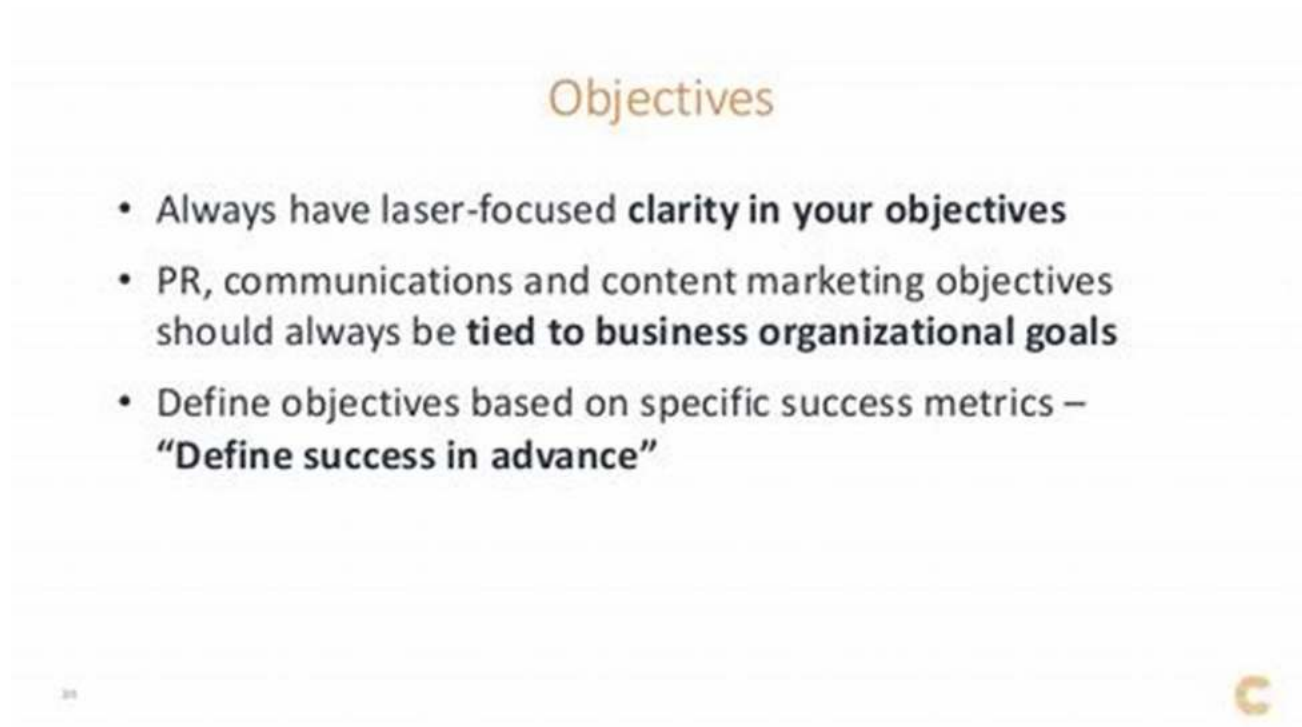 Objectives
• Always have laser-focused clarity in your objectives
• PR, communications and content marketing objectives
should always be tied to business organizational goals
• Define objectives based on specific success metrics –
“Define success in advance”
C